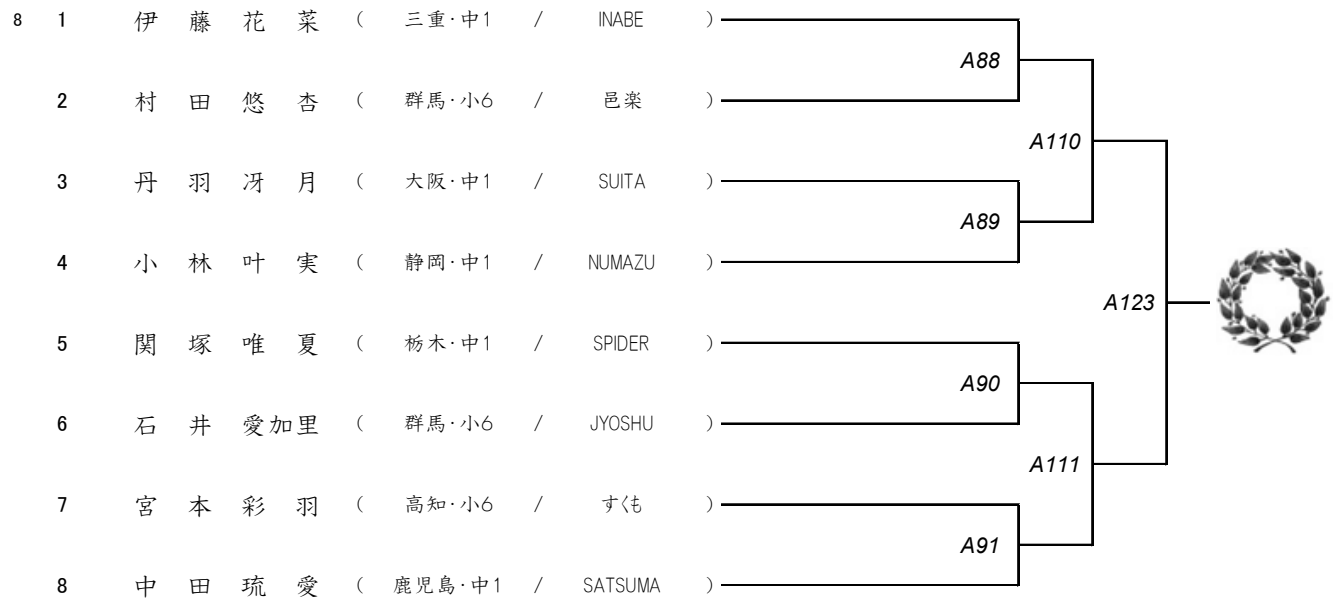 8 1 伊藤花菜 ( 三重・中1 / INABE )
A88
2 村田悠杏 ( 群馬・小6 / 邑楽 )
A110
3 丹羽冴月 ( 大阪・中1 / SUITA )
A89
4 小林叶実 ( 静岡・中1 / NUMAZU )
A123
5 関塚唯夏 ( 栃木・中1 / SPIDER )
A90
6 石井愛加里 ( 群馬・小6 / JYOSHU )
A111
7 宮本彩羽 ( 高知・小6 / すくも )
A91
8 中田琉愛 ( 鹿児島・中1 / SATSUMA )